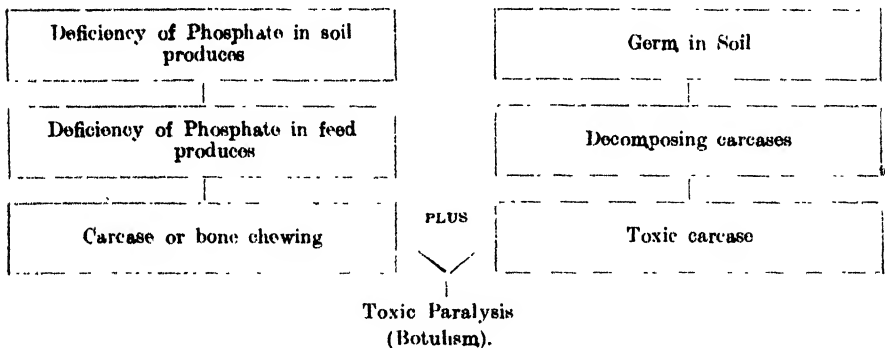 Deficiency of Phosphate in soil
produces
Deficiency of Phosphate in feed
produces
Carcase or bone chewing
Germ in Soil
Decomposing carcases
Toxic carcase
PLUS
Toxic Paralysis
(Botulism).